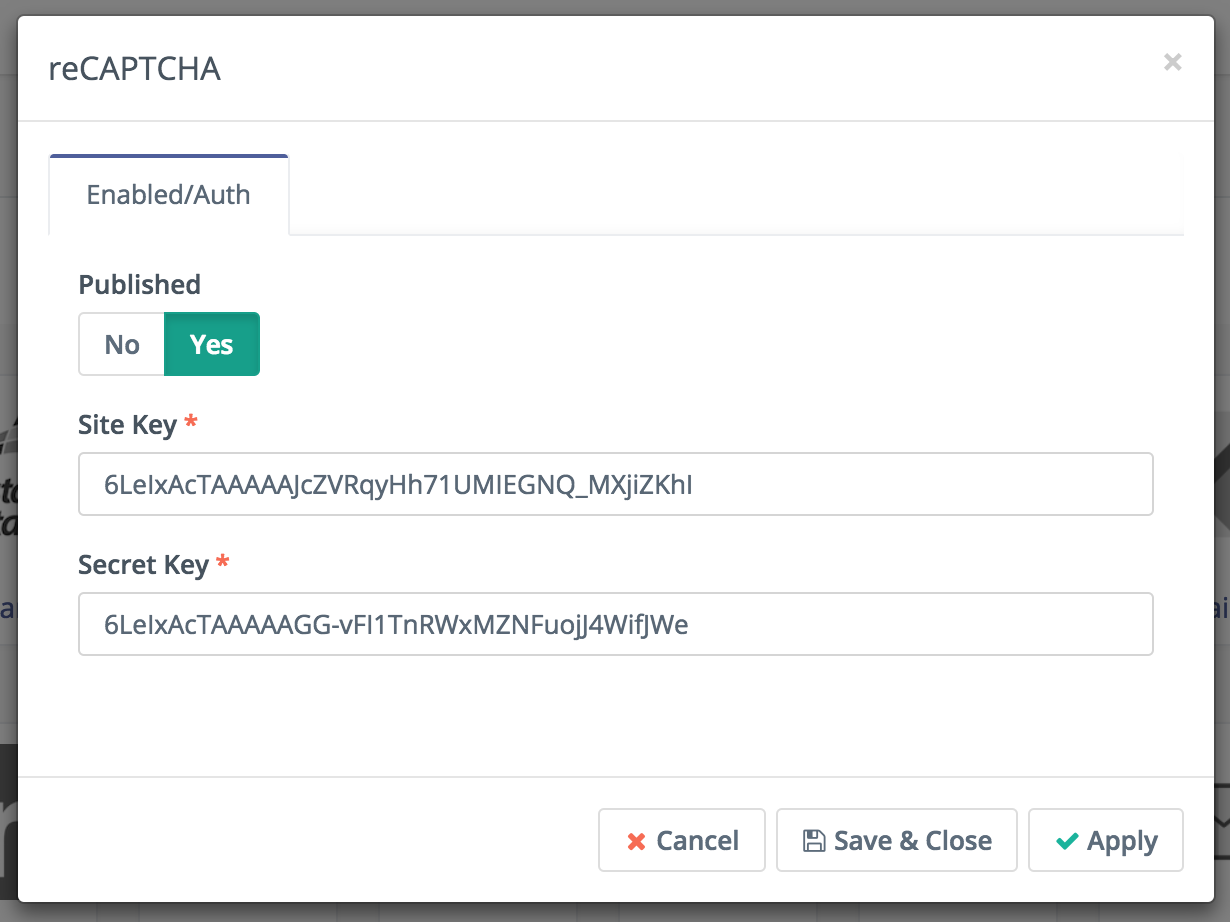 reCAPTCHA
Enabled/Auth
Published
No Yes
Site Key *
6LeIxAcTAAAAAJcZVRqyHh71UMIEGNQ_MXjiZKhI
Secret Key *
6LeIxAcTAAAAAGG-vFI1TnRWxMZNFuojJ4WifJWe
Cancel Save & Close Apply